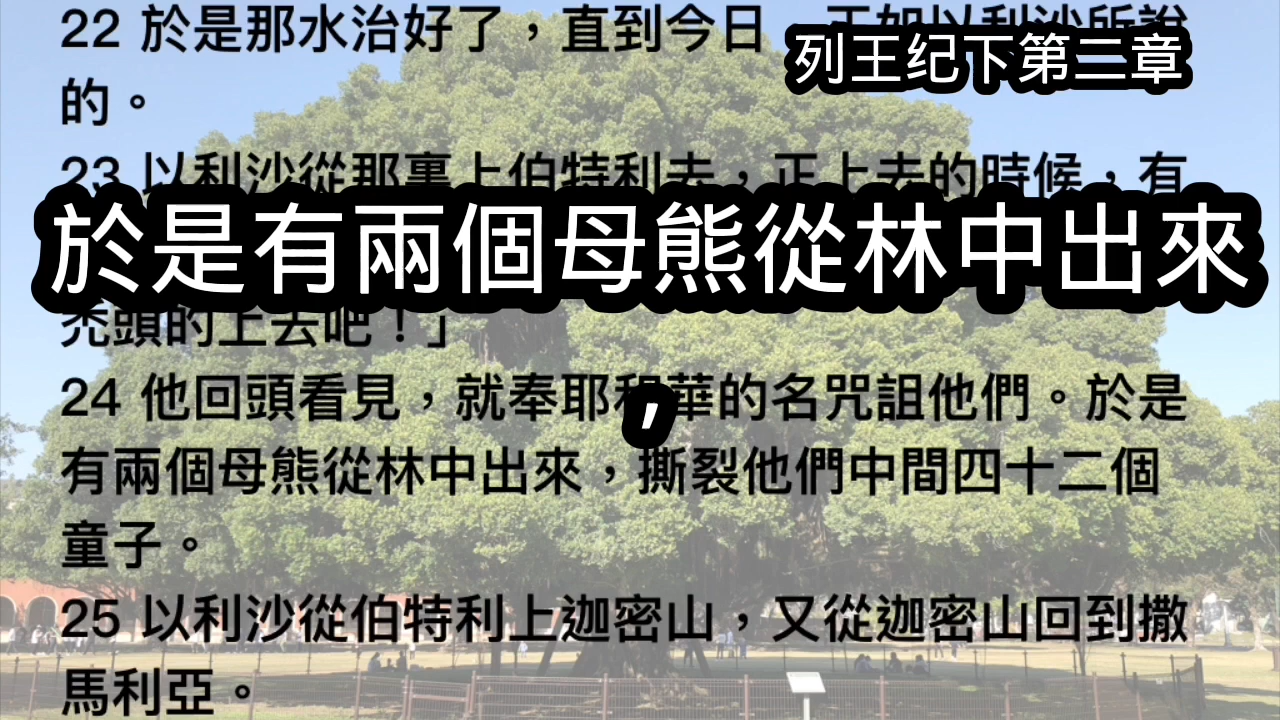 22 於是那水治好了，直到今日
列王纪下第二章
的。
23 以利沙從那裏上伯特利去，正上去的時候，有
於是有兩個母熊從林中出來
，
禿頭的上去吧！」
24 他回頭看見，就奉耶和華的名咒詛他們。於是
有兩個母熊從林中出來，撕裂他們中間四十二個
童子。
25 以利沙從伯特利上迦密山，又從迦密山回到撒
馬利亞。